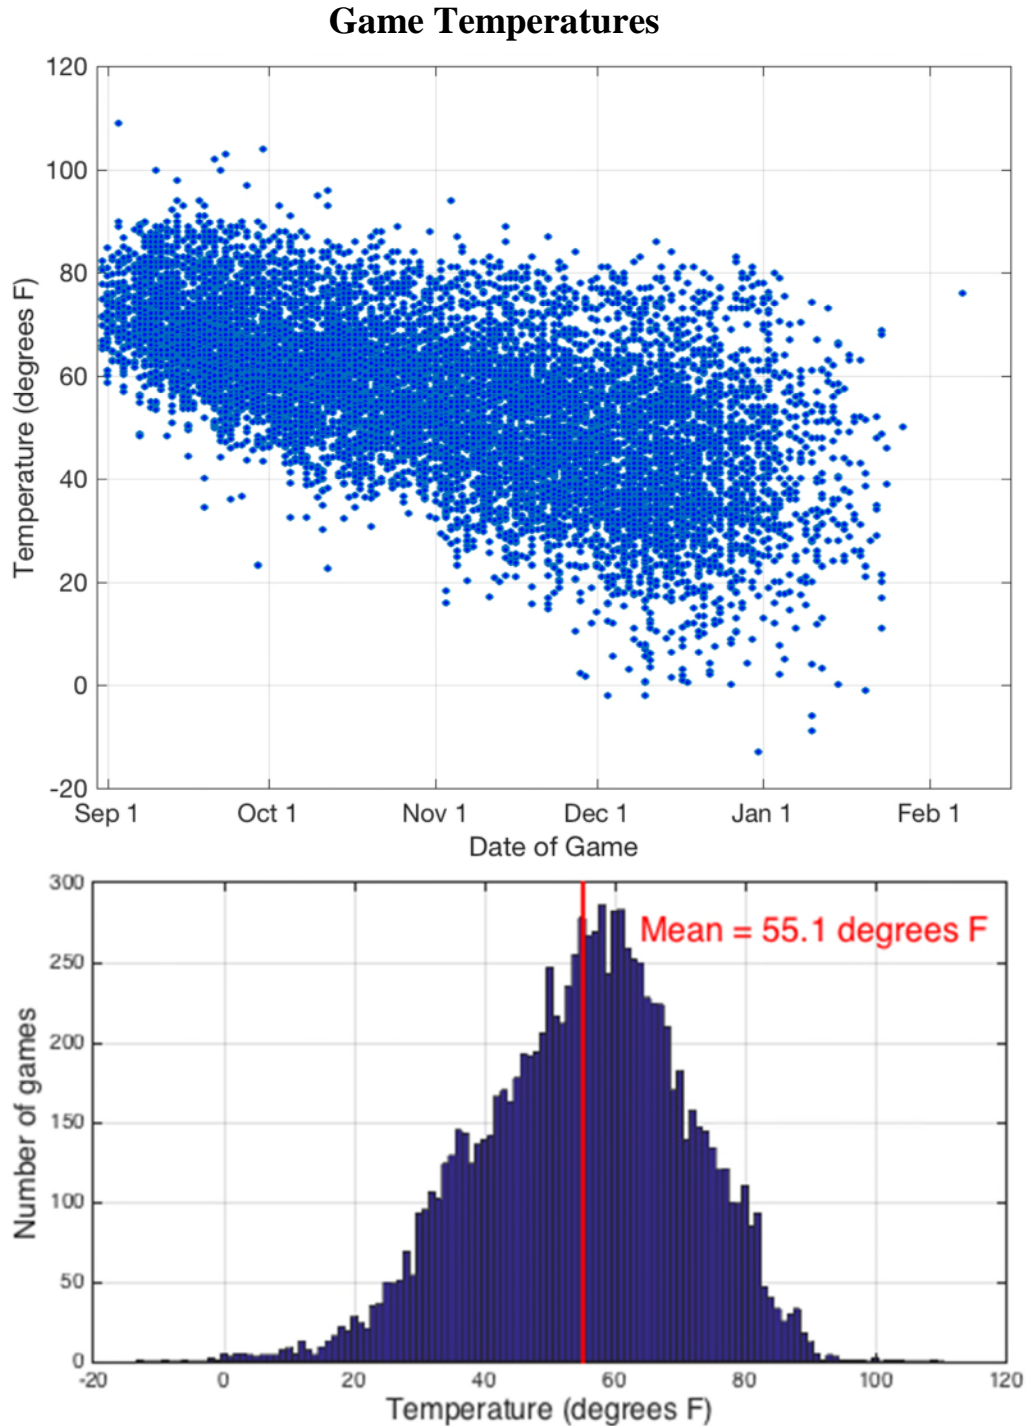 Game Temperatures
120
100
80
60
40
20
0
-20
Temperature (degrees F)
Sep 1 Oct 1 Nov 1 Dec 1 Jan 1 Feb 1
Date of Game
300
250
200
150
100
50
0
Number of games
Mean = 55.1 degrees F
-20 0 20 40 60 80 100 120
Temperature (degrees F)